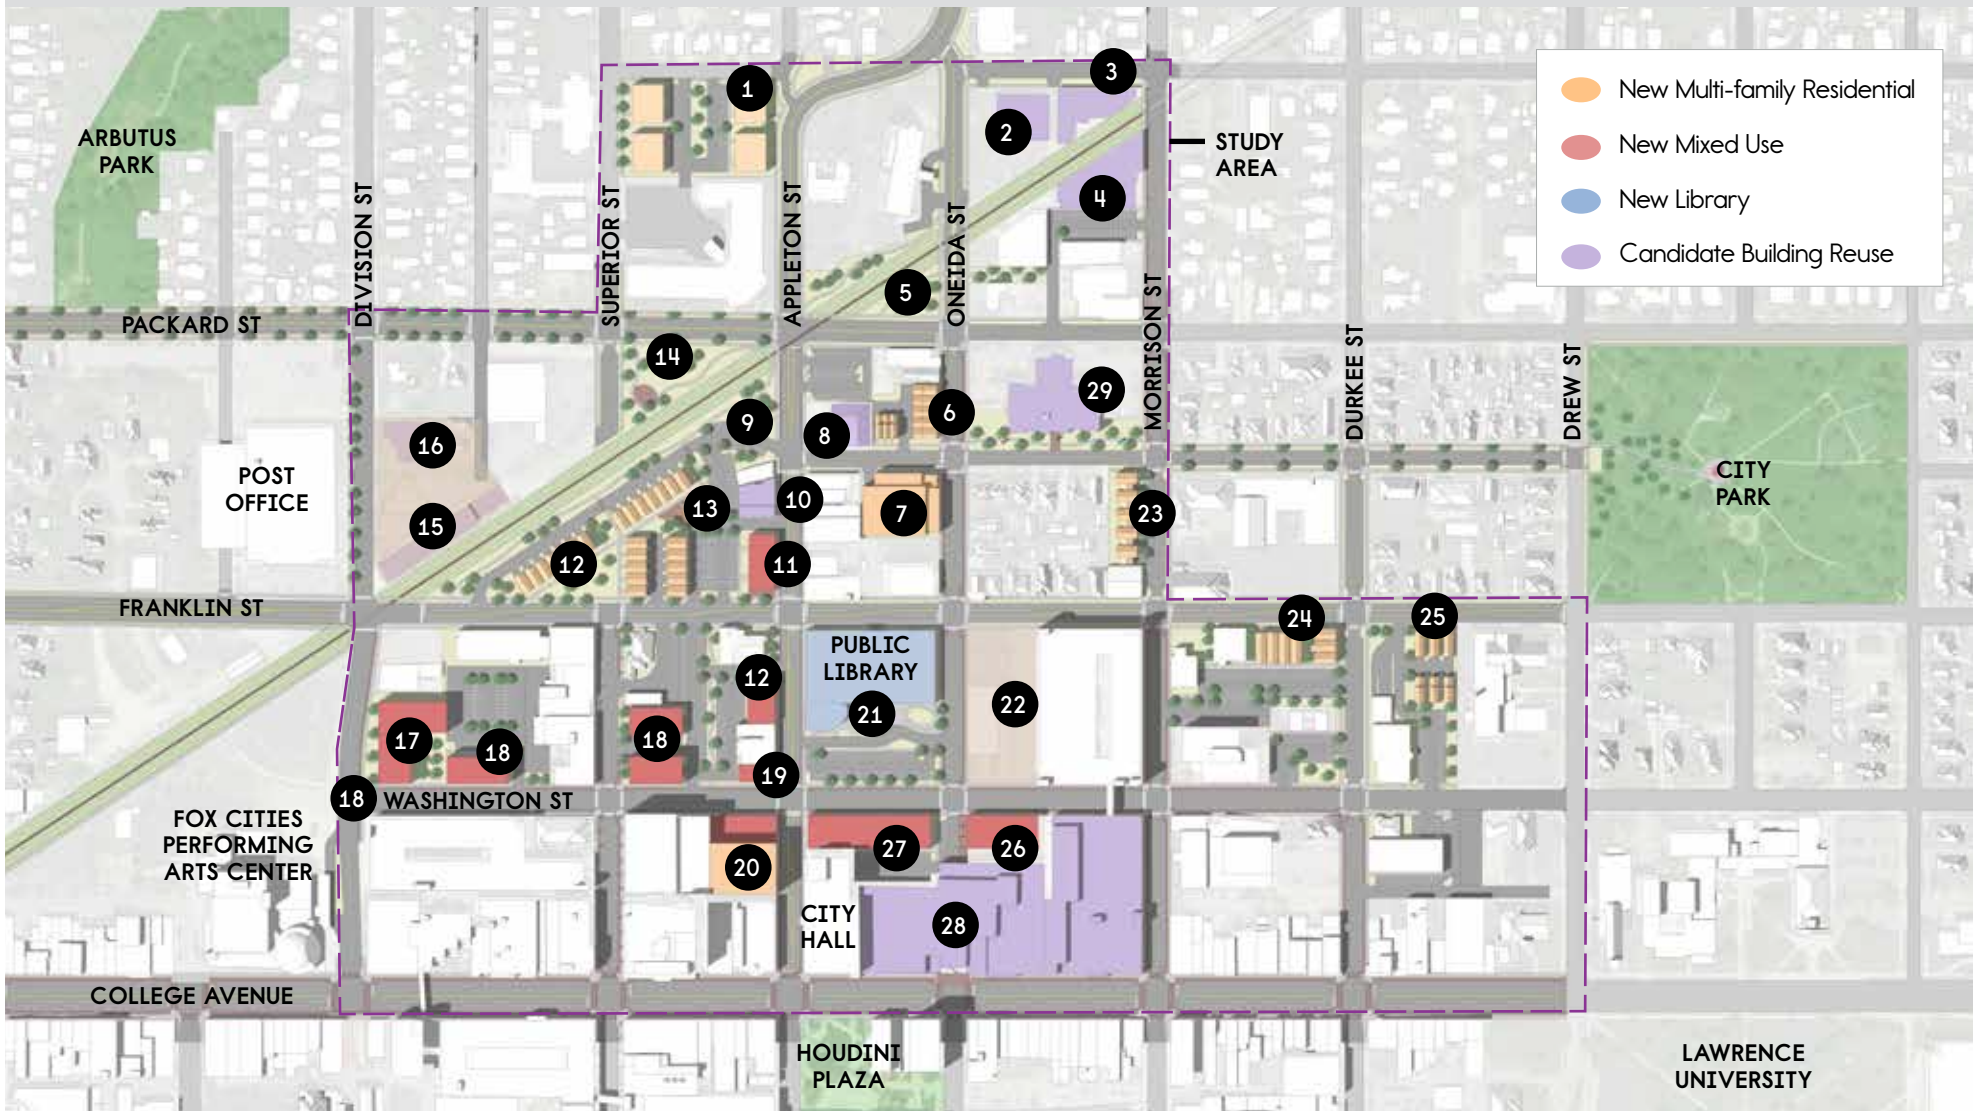 1
3
2
ARBUTUS
PARK
STUDY
AREA
4
New Multi-family Residential
New Mixed Use
New Library
Candidate Building Reuse
DIVISION ST
SUPERIOR ST
APPLETON ST
ONEIDA ST
MORRISON ST
DURKEE ST
DREW ST
5
PACKARD ST
14
29
6
9
8
16
POST
OFFICE
CITY
PARK
10
13
7
23
15
12
11
FRANKLIN ST
24
25
PUBLIC
LIBRARY
12
22
21
17
18
18
19
18
WASHINGTON ST
FOX CITIES
PERFORMING
ARTS CENTER
27
26
20
CITY
HALL
28
COLLEGE AVENUE
HOUDINI
PLAZA
LAWRENCE
UNIVERSITY